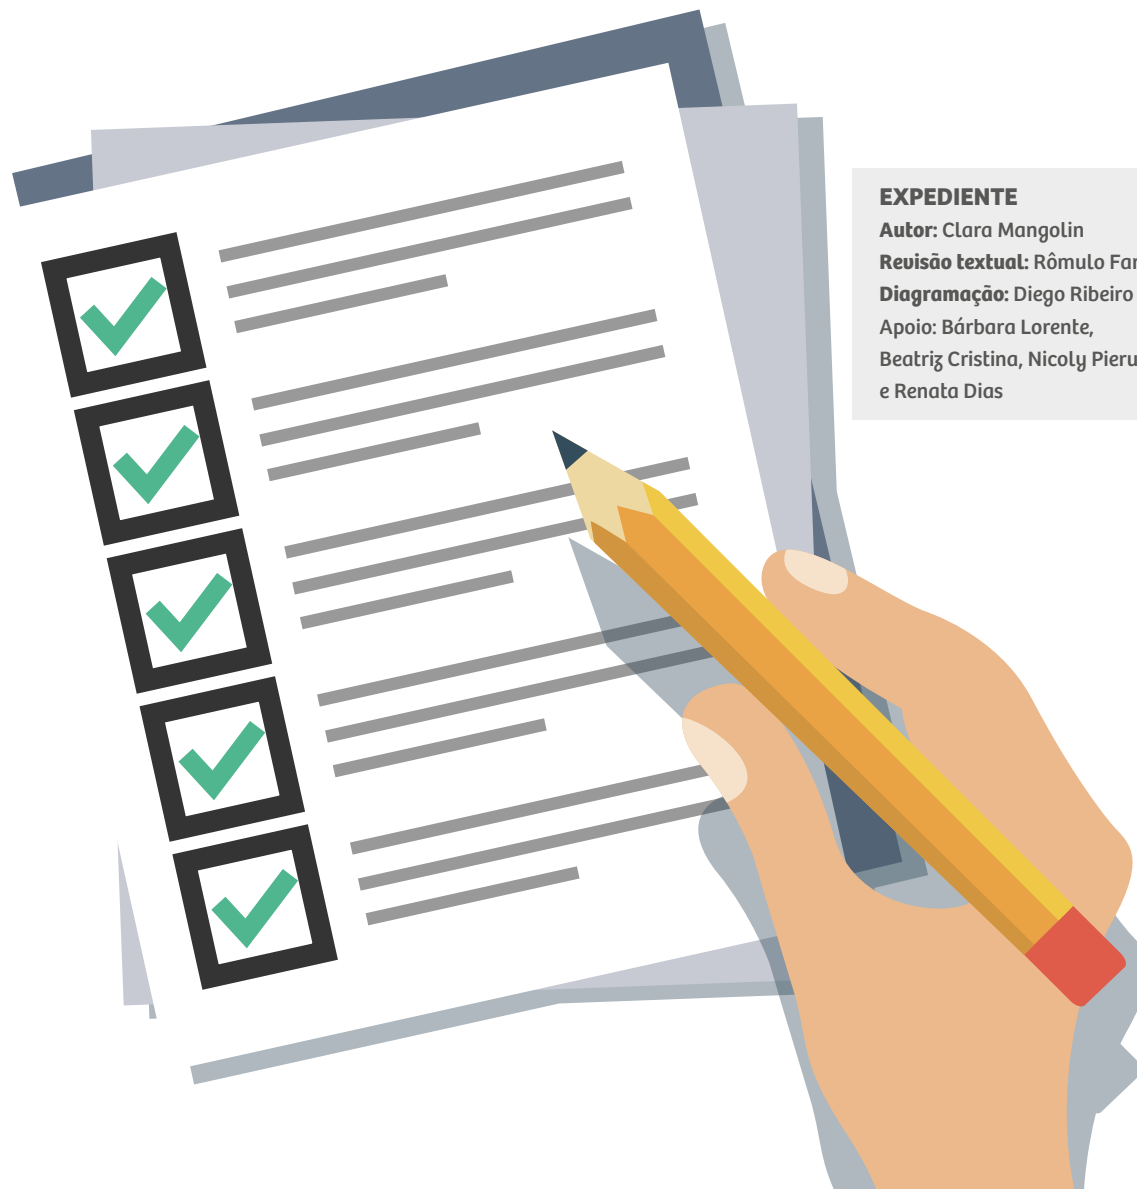 EXPEDIENTE
Autor: Clara Mangolin
Revisão textual: Rômulo
Diagramação: Diego Ribeiro
Apoio: Bárbara Lorente,
Beatriz Cristina, Nicoly
e Renata Dias